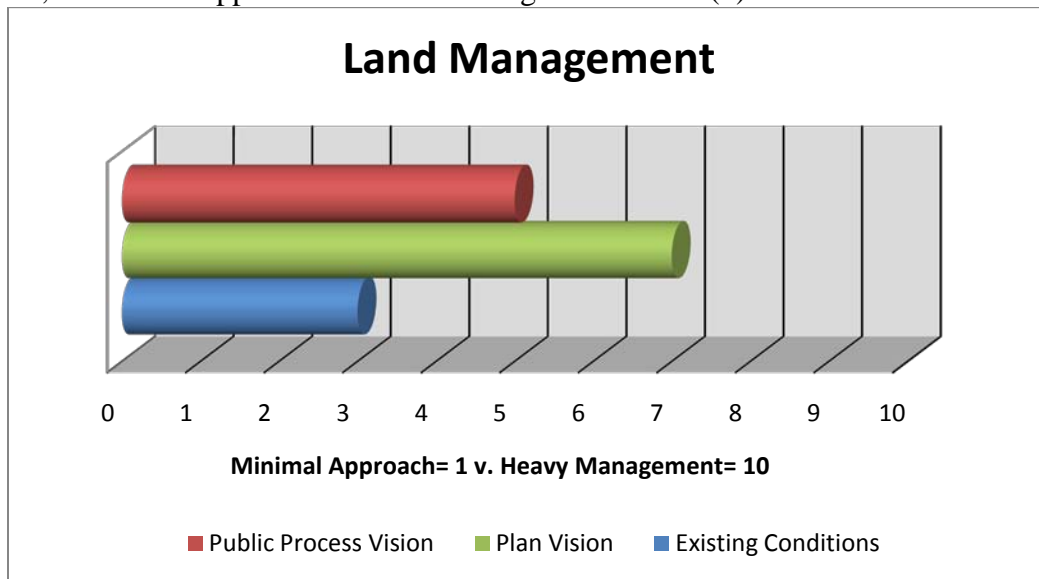 Land Management
0 1 2 3 4 5 6 7 8 9 10
Minimal Approach= 1 v. Heavy Management= 10
Public Process Vision Plan Vision Existing Conditions